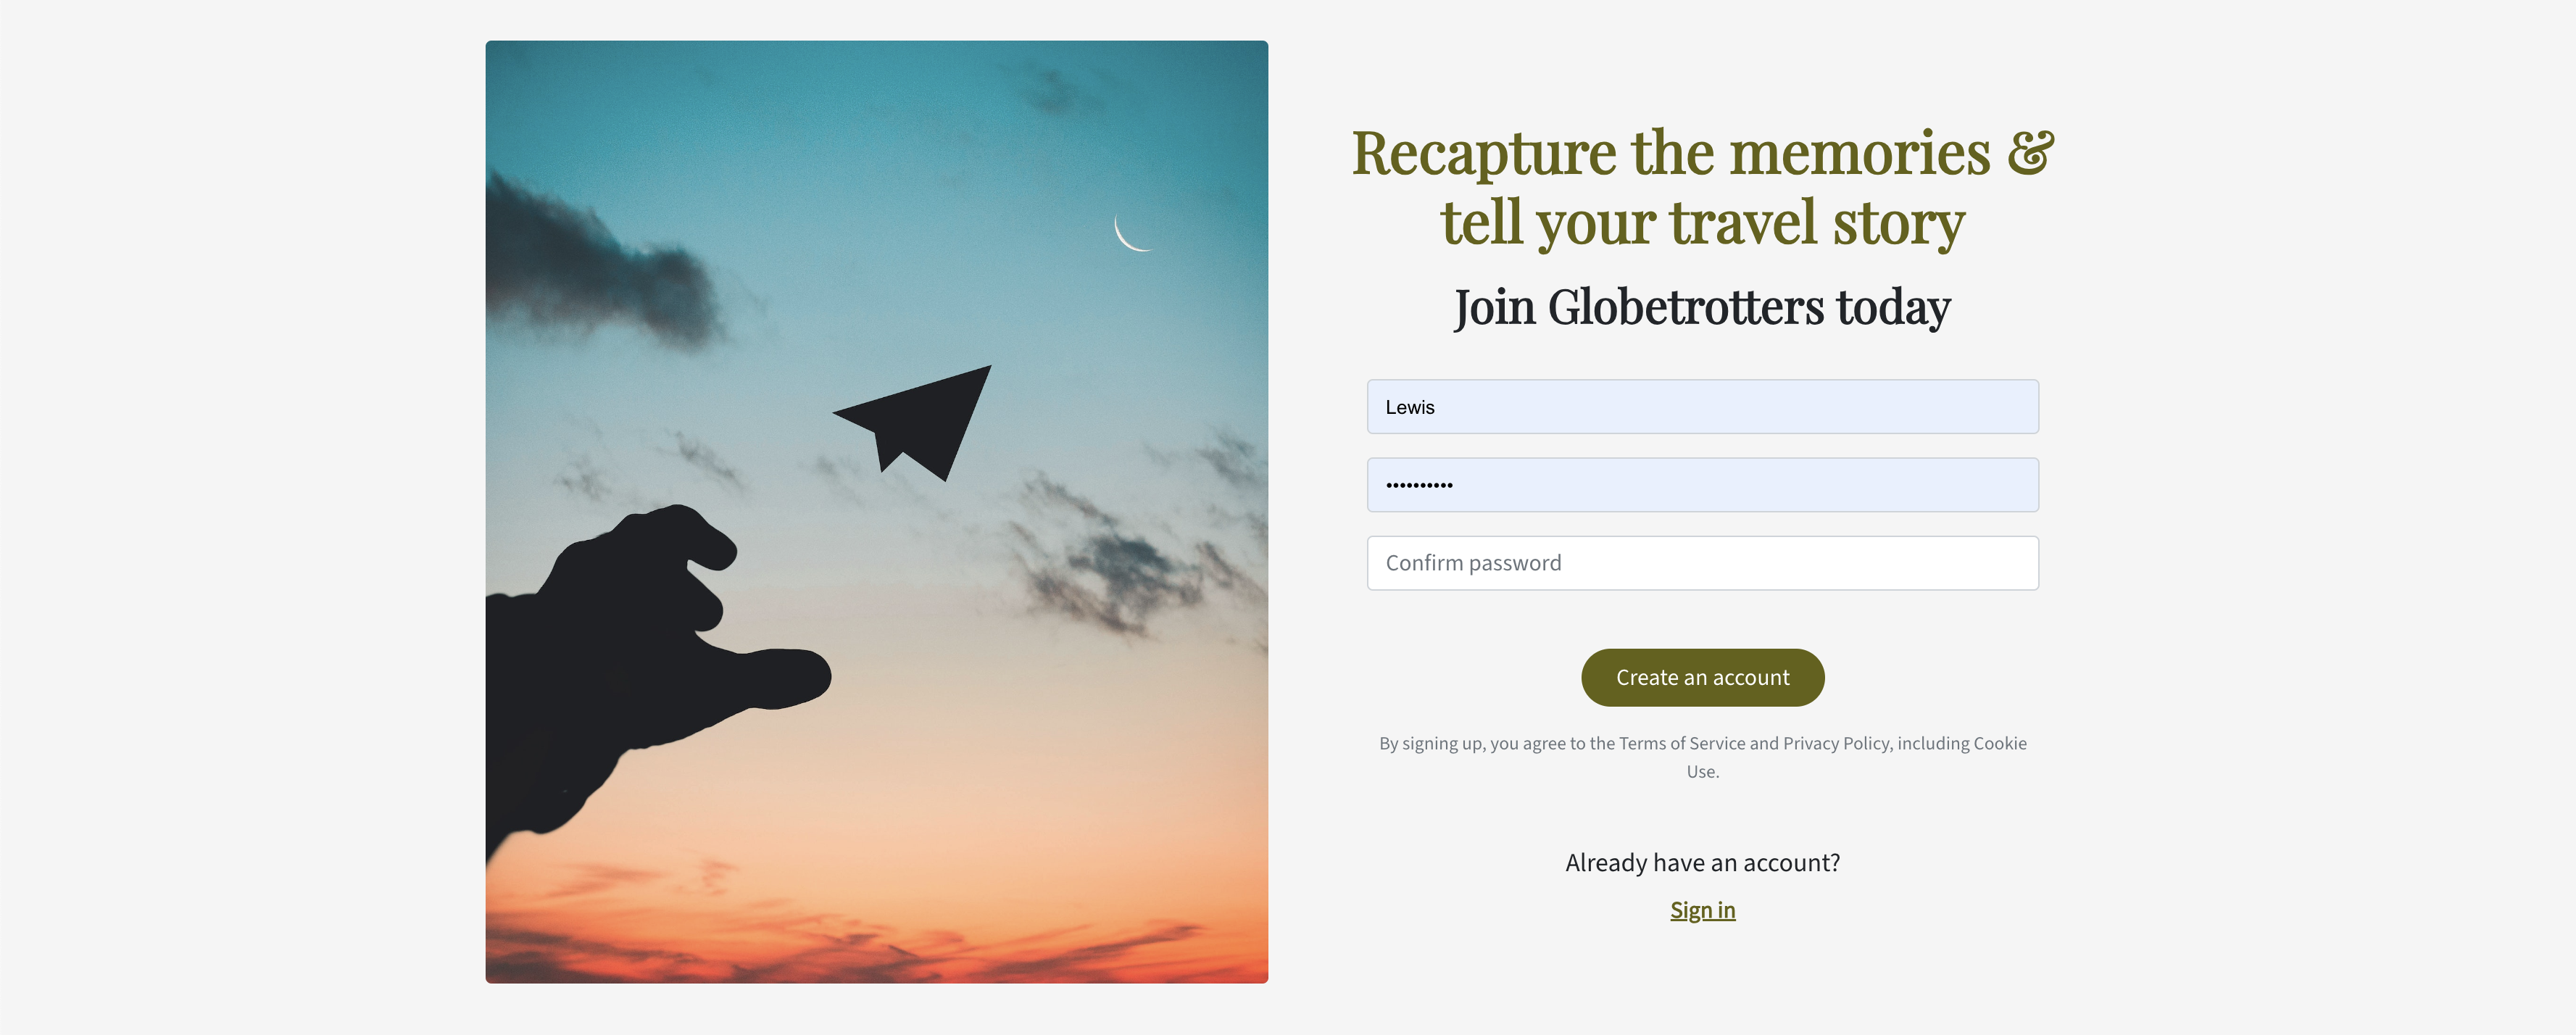 Recapture the memories &
tell your travel story
Join Globetrotters today
Lewis
••••••••••
Confirm password
Create an account
By signing up, you agree to the Terms of Service and Privacy Policy, including Cookie
Use.
Already have an account?
Sign in